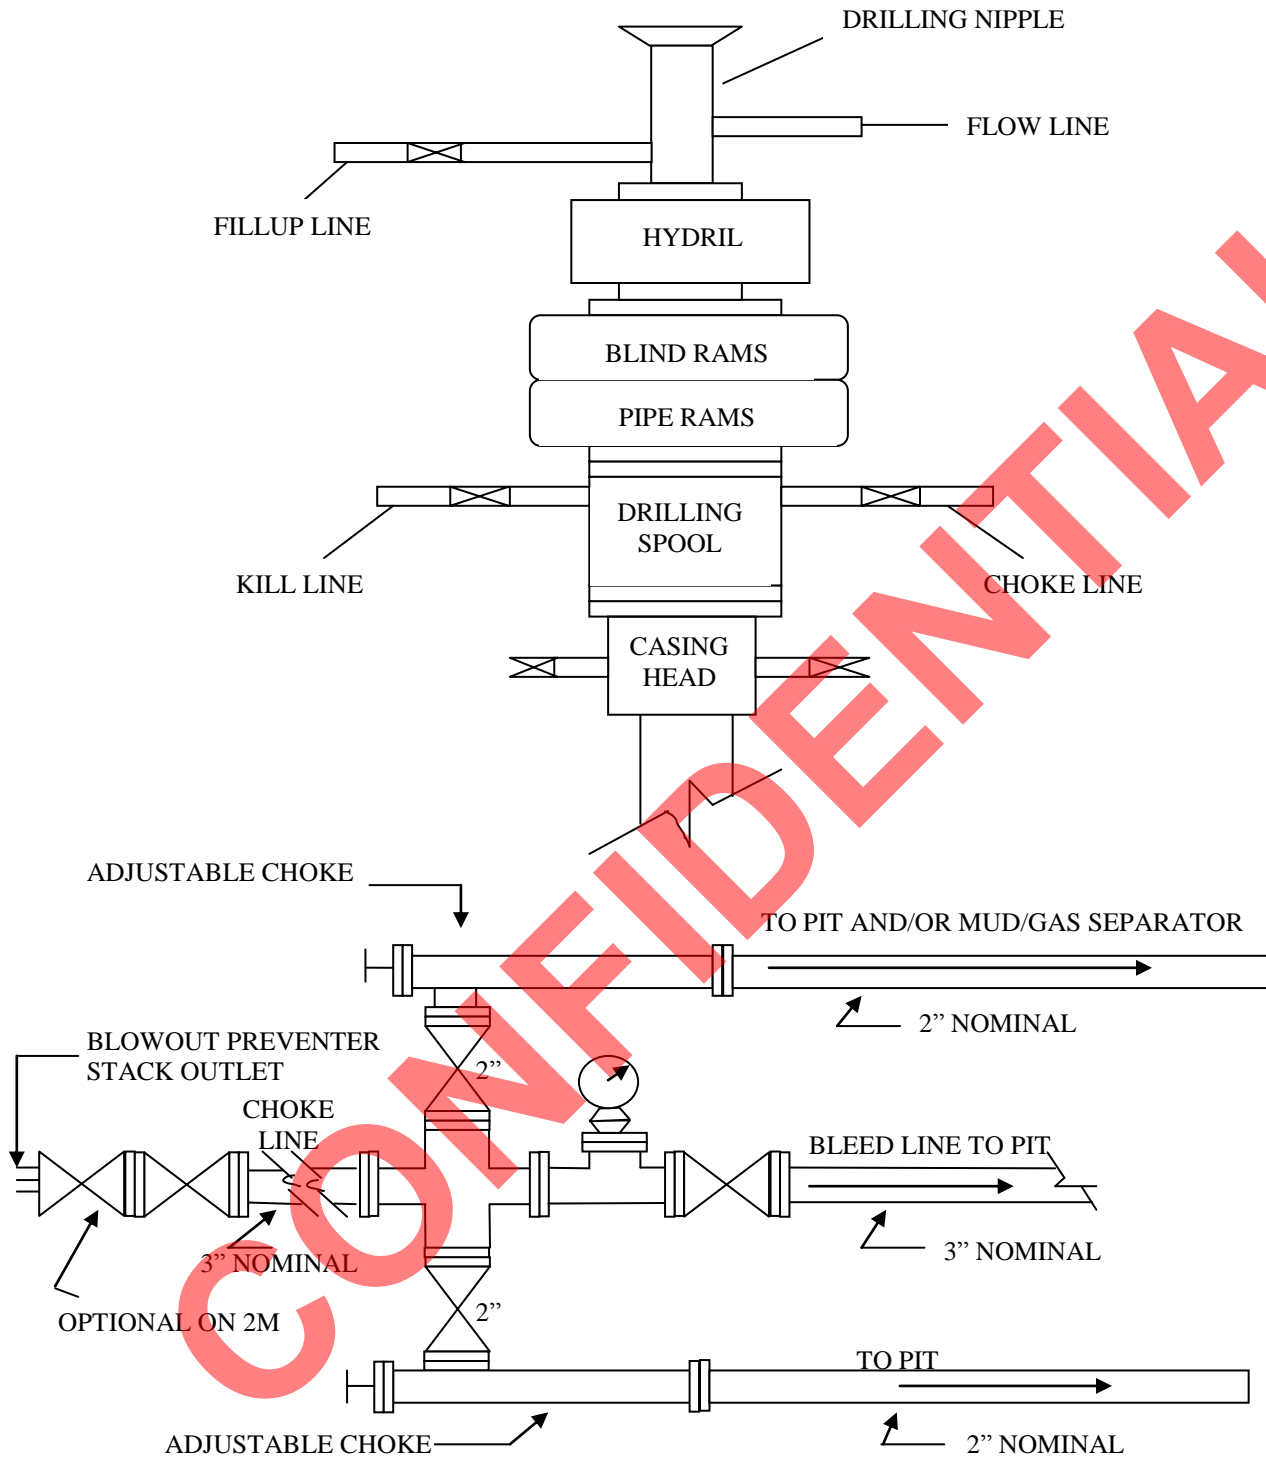 DRILLING NIPPLE
FLOW LINE
FILLUP LINE
HYDRIL
BLIND RAMS
PIPE RAMS
DRILLING
SPOOL
KILL LINE
CHOKE LINE
CASING
HEAD
ADJUSTABLE CHOKE
TO PIT AND/OR MUD/GAS SEPARATOR
2” NOMINAL
BLOWOUT PREVENTER
STACK OUTLET
2”
CHOKE
LINE
BLEED LINE TO PIT
3” NOMINAL
3” NOMINAL
OPTIONAL ON 2M
2”
TO PIT
ADJUSTABLE CHOKE
2” NOMINAL
CONFIDENTIAL